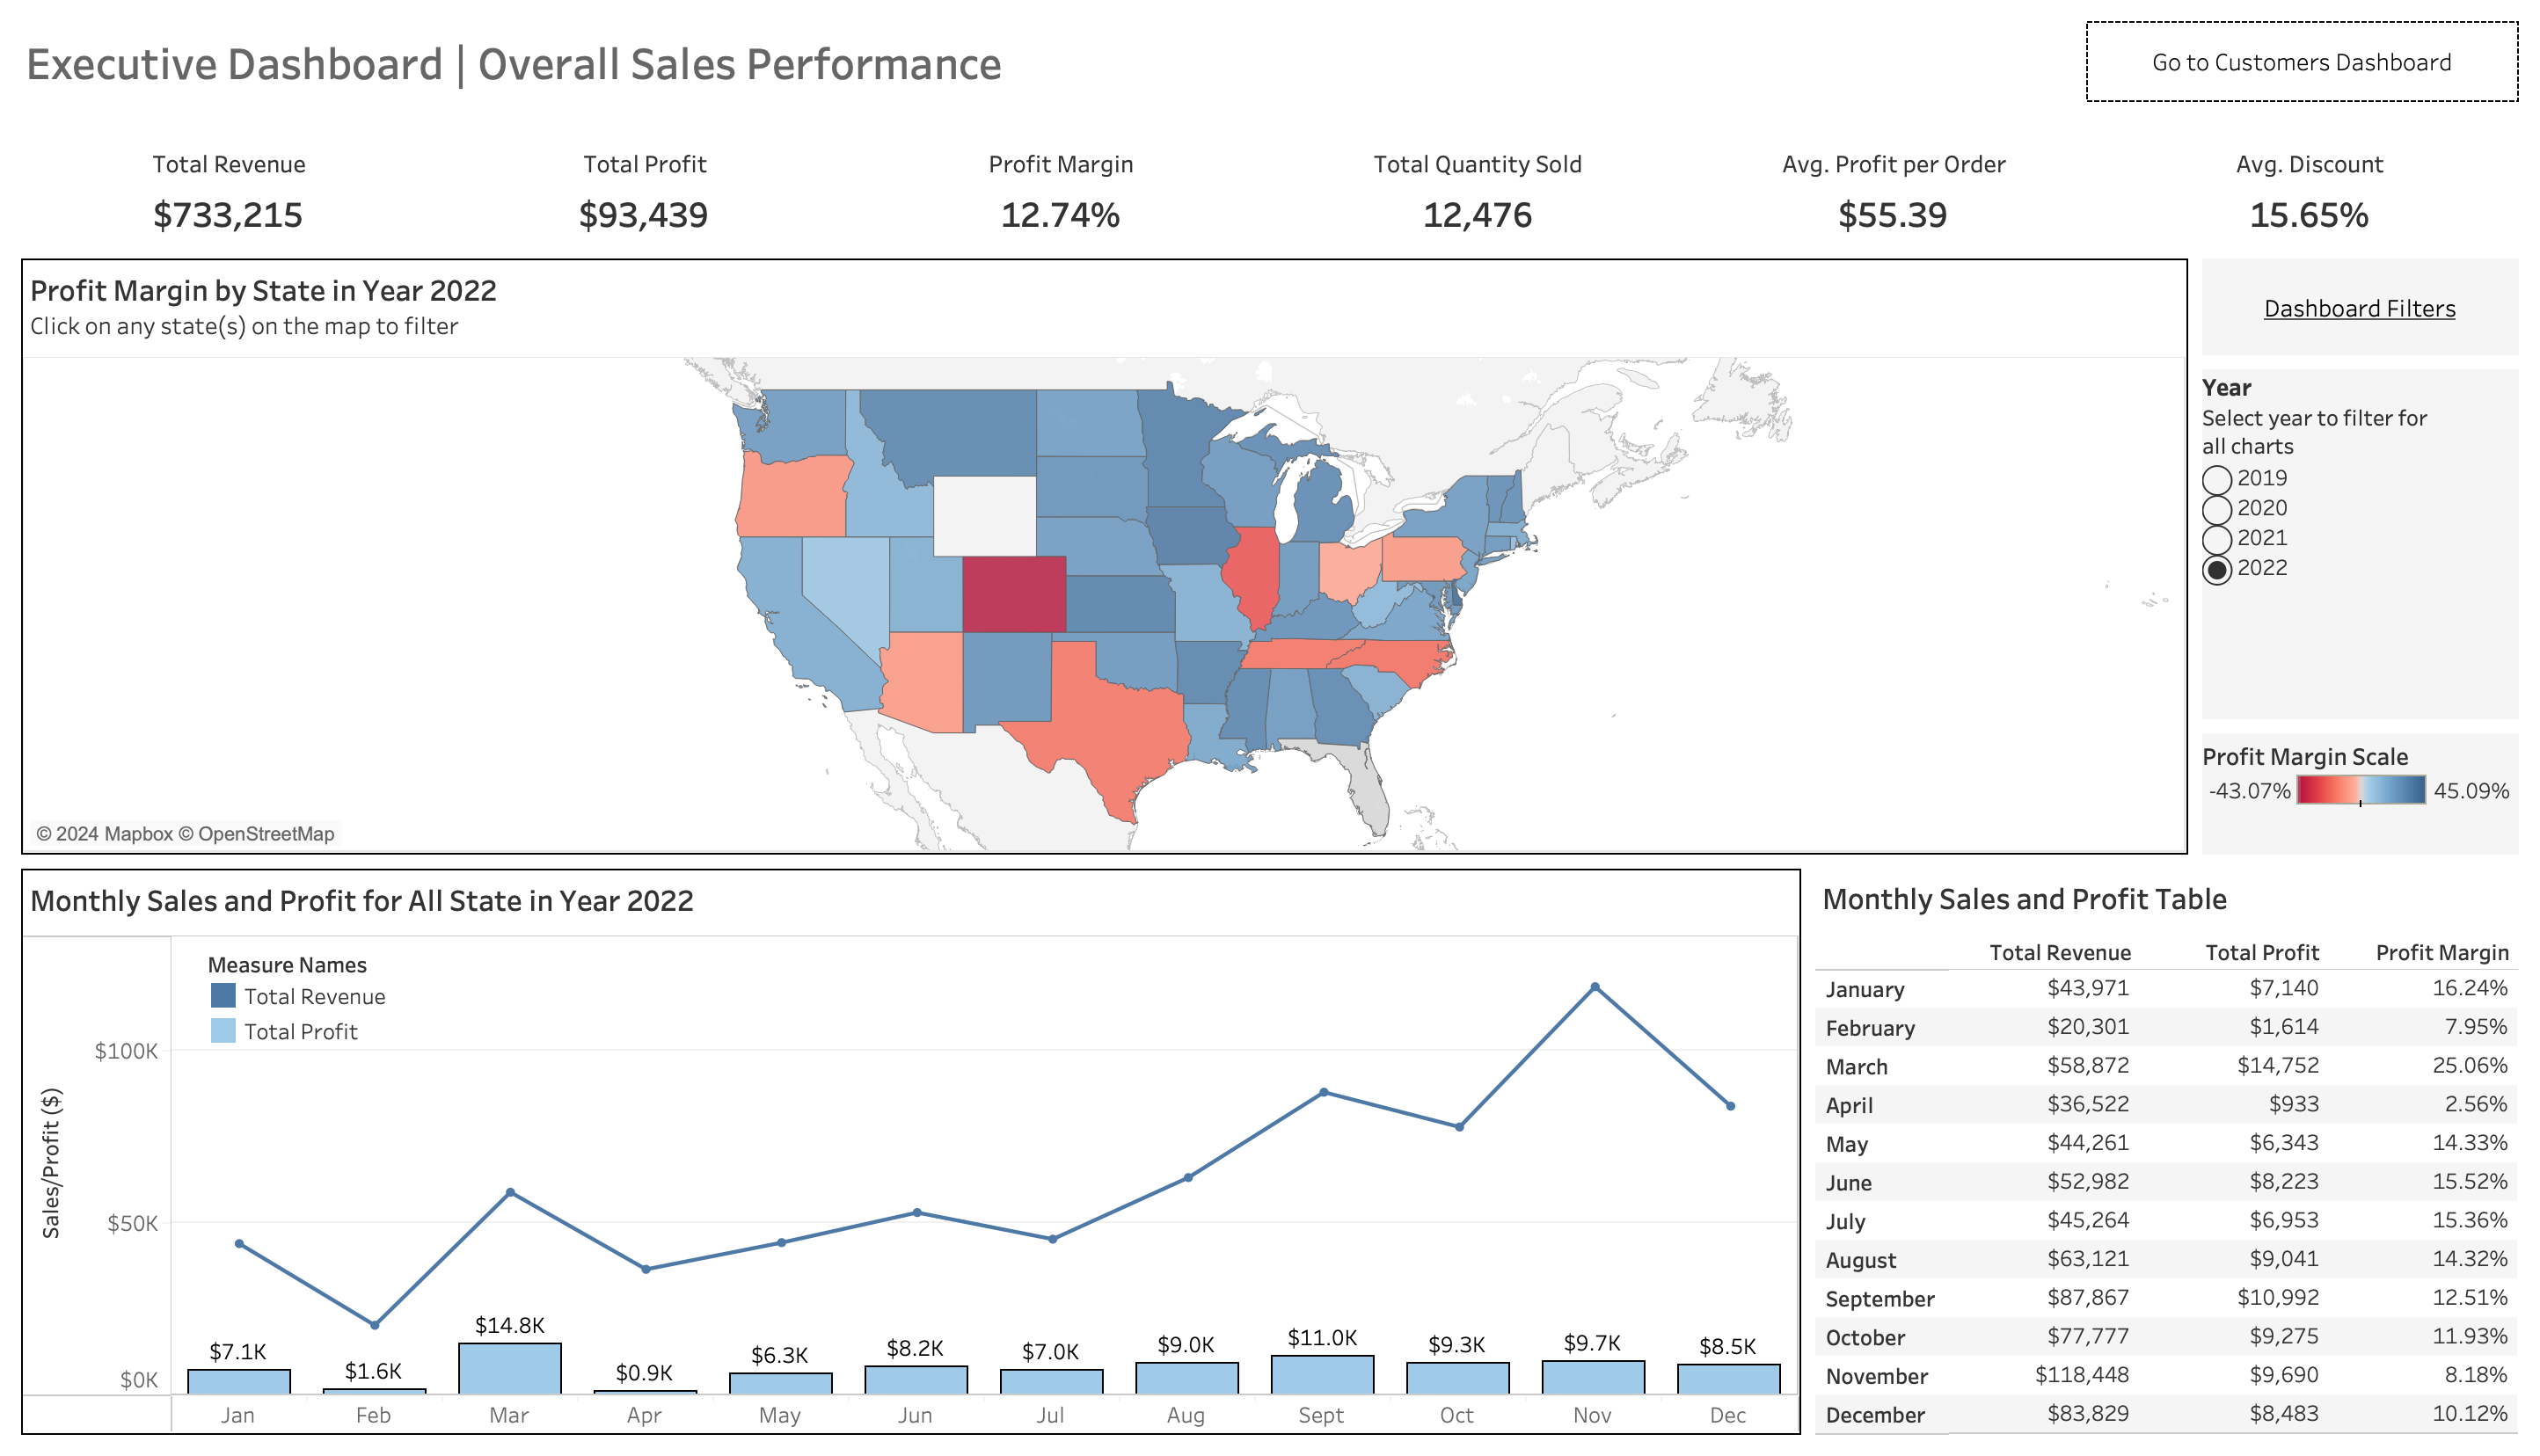 Executive Dashboard | Overall Sales Performance
Go to Customers Dashboard
Total Revenue
$733,215
Total Profit
$93,439
Profit Margin
12.74%
Total Quantity Sold
12,476
Avg. Profit per Order
$55.39
Avg. Discount
15.65%
Profit Margin by State in Year 2022
Click on any state(s) on the map to filter
© 2024 Mapbox © OpenStreetMap
Dashboard Filters
Year
Select year to filter for
all charts
2019
2020
2021
2022
Profit Margin Scale
-43.07% 45.09%
Monthly Sales and Profit for All State in Year 2022
Measure Names
Total Revenue
Total Profit
Sales/Profit ($)
$100K
$50K
$0K
$7.1K $1.6K $14.8K $0.9K $6.3K $8.2K $7.0K $9.0K $11.0K $9.3K $9.7K $8.5K
Jan Feb Mar Apr May Jun Jul Aug Sept Oct Nov Dec
Monthly Sales and Profit Table
Total Revenue Total Profit Profit Margin
January $43,971 $7,140 16.24%
February $20,301 $1,614 7.95%
March $58,872 $14,752 25.06%
April $36,522 $933 2.56%
May $44,261 $6,343 14.33%
June $52,982 $8,223 15.52%
July $45,264 $6,953 15.36%
August $63,121 $9,041 14.32%
September $87,867 $10,992 12.51%
October $77,777 $9,275 11.93%
November $118,448 $9,690 8.18%
December $83,829 $8,483 10.12%